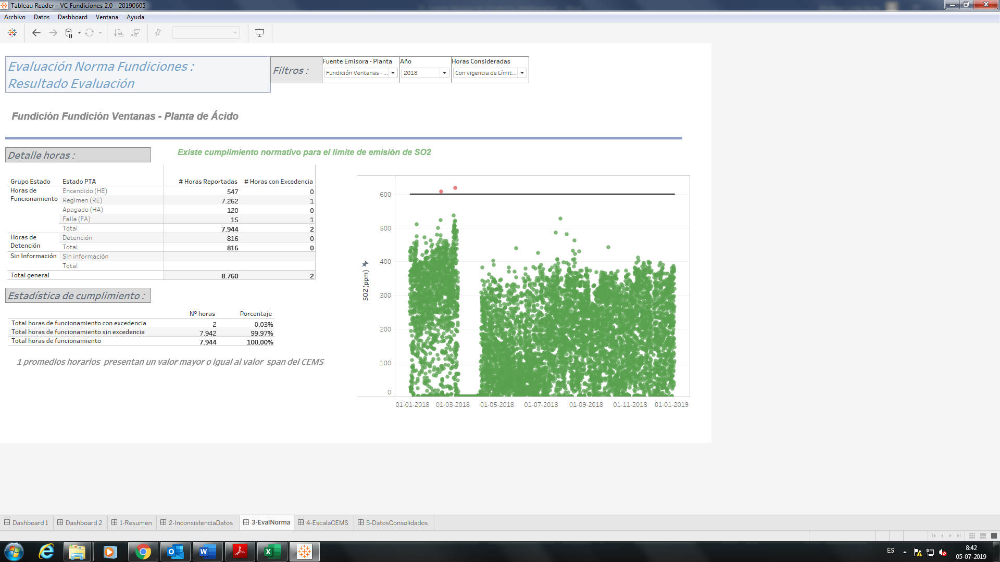 Tableau Reader - VC Fundiciones 2.0 - 20190605
Archivo Datos Dashboard Ventana Ayuda
Evaluación Norma Fundiciones :
Resultado Evaluación
Filtros :
Fuente Emisora - Planta
Fundición Ventanas - ...
Año
2018
Horas Consideradas
Con vigencia de Límit...
Fundición Fundición Ventanas - Planta de Ácido
Detalle horas :
Existe cumplimiento normativo para el límite de emisión de SO2
Grupo Estado Estado PTA # Horas Reportadas # Horas con Excedencia
Horas de Funcionamiento Encendido (HE) 547 0
Regimen (RE) 7.262 1
Apagado (HA) 120 0
Falla (FA) 15 1
Total 7.944 2
Horas de Detención Detención 816 0
Total 816 0
Sin Información Sin información
Total
Total general 8.760 2
Estadística de cumplimiento :
Nº horas Porcentaje
Total horas de funcionamiento con excedencia 2 0,03%
Total horas de funcionamiento sin excedencia 7.942 99,97%
Total horas de funcionamiento 7.944 100,00%
1 promedios horarios presentan un valor mayor o igual al valor span del CEMS
SO2 (ppm)
600
500
400
300
200
100
0
01-01-2018 01-03-2018 01-05-2018 01-07-2018 01-09-2018 01-11-2018 01-01-2019
Dashboard 1 Dashboard 2 1-Resumen 2-InconsistenciaDatos 3-EvalNorma 4-EscalaCEMS 5-DatosConsolidados
ES
8:42
05-07-2019